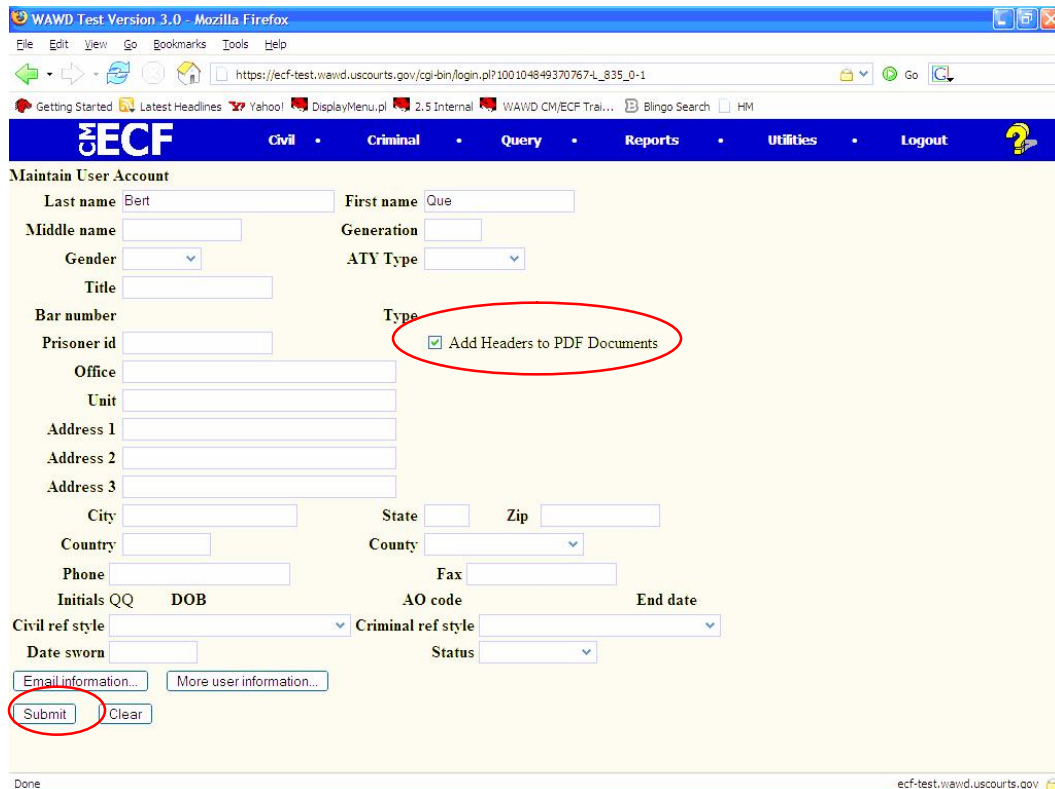 WAWD Test Version 3.0 - Mozilla Firefox
File Edit View Go Bookmarks Tools Help
https://ecf-test.wawd.uscourts.gov/cgi-bin/login.pl?100104849370767-L_835_0-1 Go G
Getting Started Latest Headlines Yahoo! DisplayMenu.pl 2.5 Internal WAWD CM/ECF Trai... Blingo Search HM
CM ECF Civil • Criminal • Query • Reports • Utilities • Logout ?
Maintain User Account
Last name Bert First name Que
Middle name Generation
Gender ATY Type
Title
Bar number Type
Prisoner id Add Headers to PDF Documents
Office
Unit
Address 1
Address 2
Address 3
City State Zip
Country County
Phone Fax
Initials QQ DOB AO code End date
Civil ref style Criminal ref style
Date sworn Status
Email information... More user information...
Submit Clear
Done ecf-test.wawd.uscourts.gov